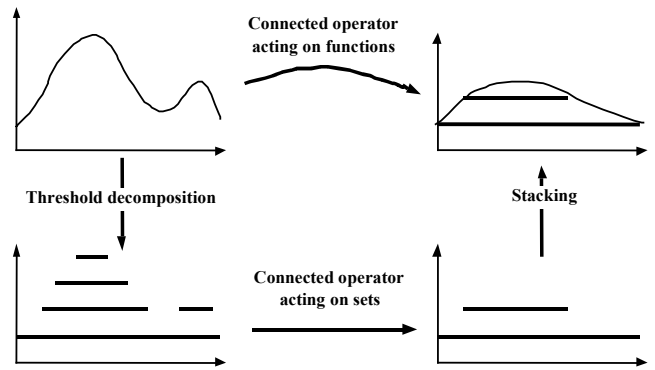 Connected operator
acting on functions
Threshold decomposition
Stacking
Connected operator
acting on sets